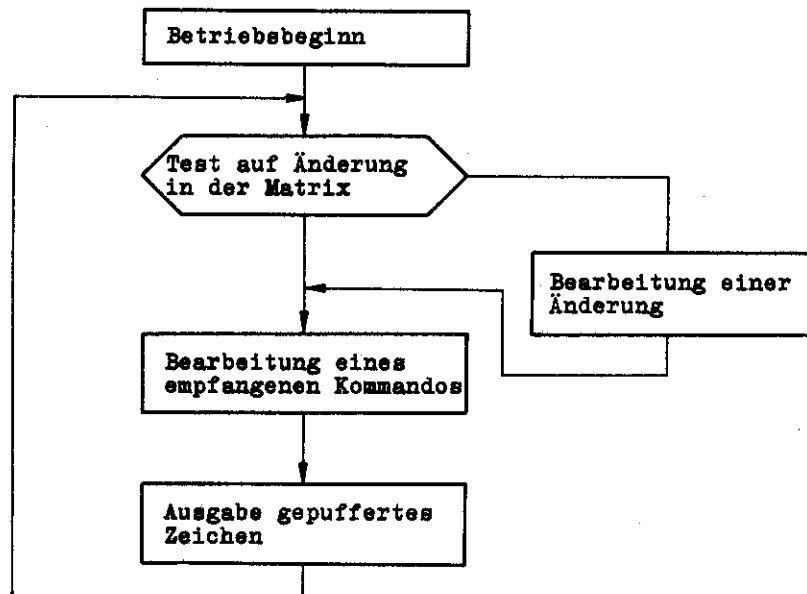 Betriebsbeginn
Test auf Änderung
in der Matrix
Bearbeitung einer
Änderung
Bearbeitung eines
empfangenen Kommandos
Ausgabe gepuffertes
Zeichen